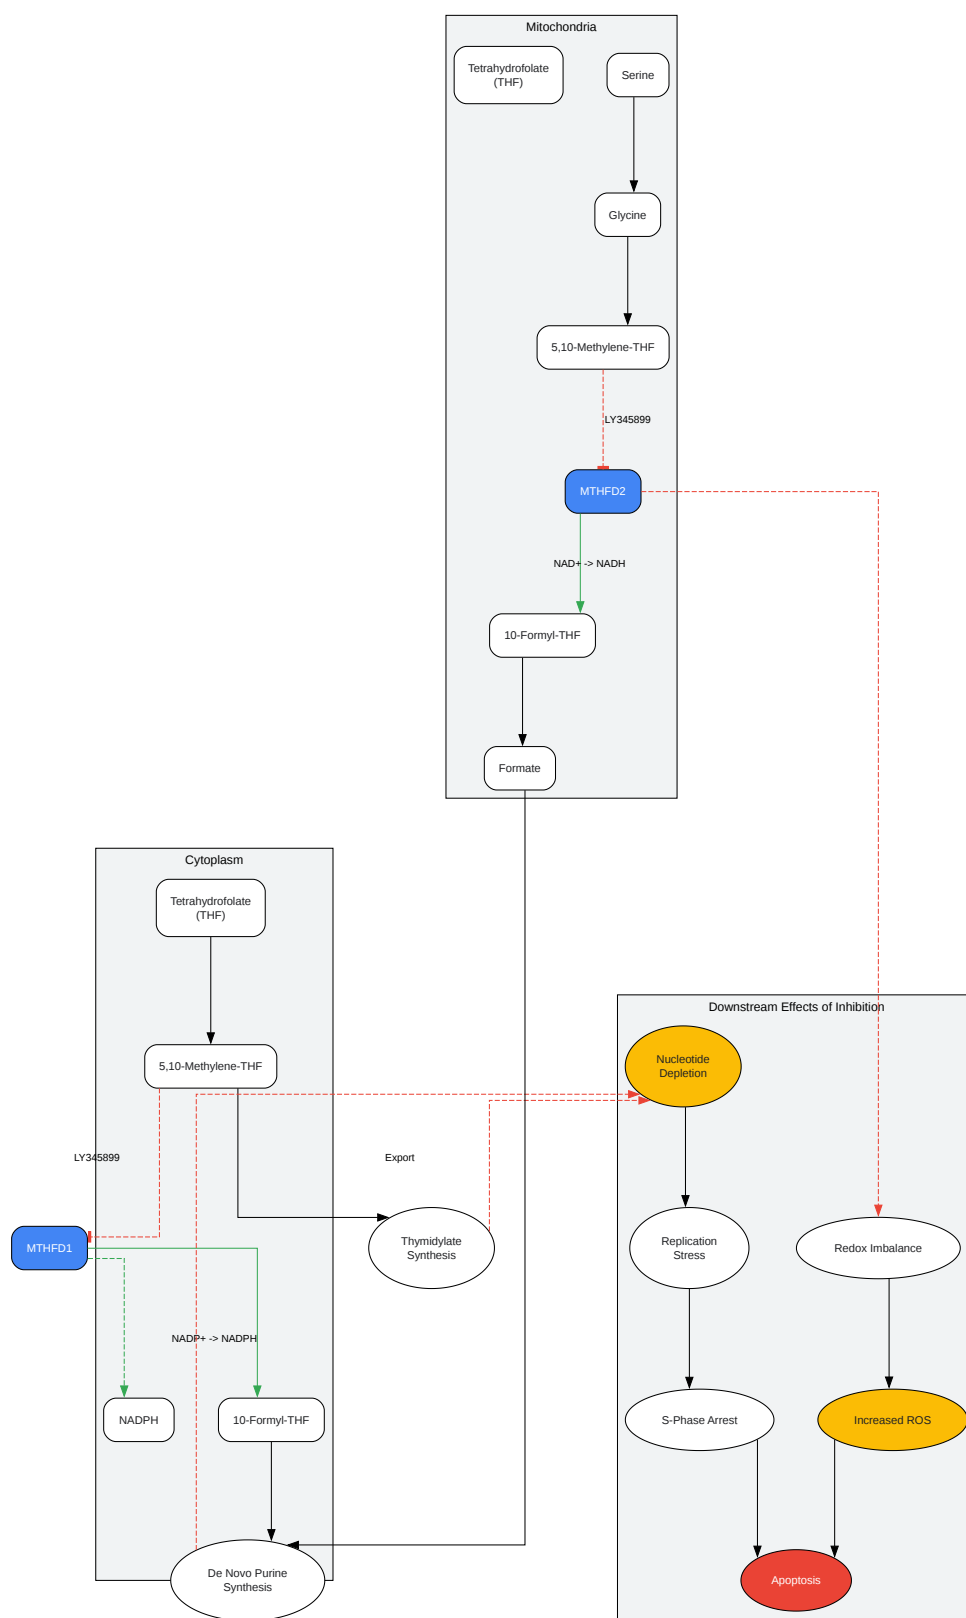 Mitochondria
Tetrahydrofolate
(THF)
Serine
Glycine
5,10-Methylene-THF
LY345899
MTHFD2
NAD+ -> NADH
10-Formyl-THF
Formate
Cytoplasm
Tetrahydrofolate
(THF)
5,10-Methylene-THF
LY345899
Export
MTHFD1
Thymidylate
Synthesis
NADP+ -> NADPH
NADPH
10-Formyl-THF
De Novo Purine
Synthesis
Downstream Effects of Inhibition
Nucleotide
Depletion
Replication
Stress
Redox Imbalance
S-Phase Arrest
Increased ROS
Apoptosis